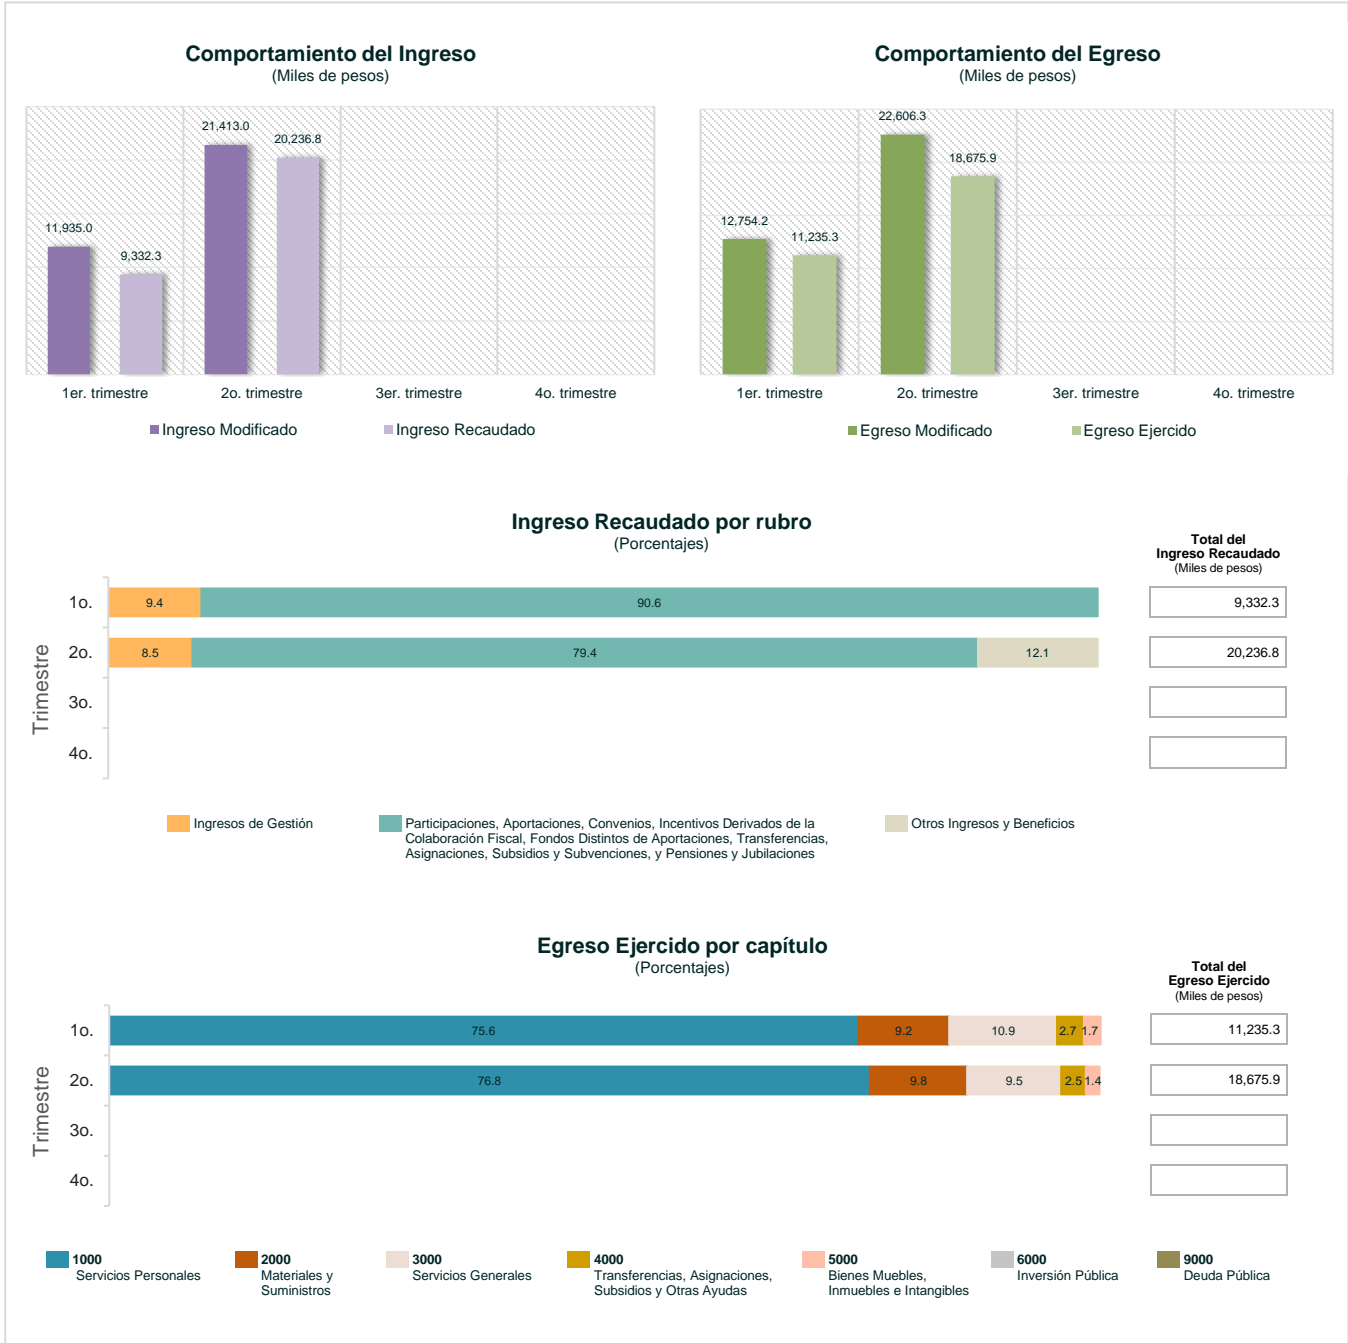 Comportamiento del Ingreso
(Miles de pesos)
21,413.0
20,236.8
11,935.0
9,332.3
1er. trimestre
2o. trimestre
3er. trimestre
4o. trimestre
Ingreso Modificado
Ingreso Recaudado
Comportamiento del Egreso
(Miles de pesos)
22,606.3
18,675.9
12,754.2
11,235.3
1er. trimestre
2o. trimestre
3er. trimestre
4o. trimestre
Egreso Modificado
Egreso Ejercido
Ingreso Recaudado por rubro
(Porcentajes)
Total del
Ingreso Recaudado
(Miles de pesos)
Trimestre
1o.
9.4
90.6
9,332.3
2o.
8.5
79.4
12.1
20,236.8
3o.
4o.
Ingresos de Gestión
Participaciones, Aportaciones, Convenios, Incentivos Derivados de la
Colaboración Fiscal, Fondos Distintos de Aportaciones, Transferencias,
Asignaciones, Subsidios y Subvenciones, y Pensiones y Jubilaciones
Otros Ingresos y Beneficios
Egreso Ejercido por capítulo
(Porcentajes)
Total del
Egreso Ejercido
(Miles de pesos)
Trimestre
1o.
75.6
9.2
10.9
2.7
1.7
11,235.3
2o.
76.8
9.8
9.5
2.5
1.4
18,675.9
3o.
4o.
1000
Servicios Personales
2000
Materiales y
Suministros
3000
Servicios Generales
4000
Transferencias, Asignaciones,
Subsidios y Otras Ayudas
5000
Bienes Muebles,
Inmuebles e Intangibles
6000
Inversión Pública
9000
Deuda Pública